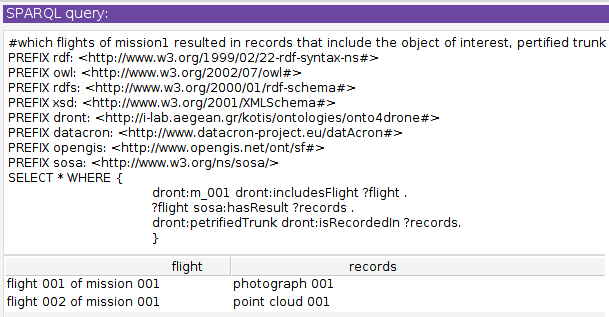 SPARQL query:
#which flights of mission1 resulted in records that include the object of interest, pertified trunk
PREFIX rdf: <http://www.w3.org/1999/02/22-rdf-syntax-ns#>
PREFIX owl: <http://www.w3.org/2002/07/owl#>
PREFIX rdfs: <http://www.w3.org/2000/01/rdf-schema#>
PREFIX xsd: <http://www.w3.org/2001/XMLSchema#>
PREFIX dront: <http://i-lab.aegean.gr/kotis/ontologies/onto4drone#>
PREFIX datacron: <http://www.datacron-project.eu/datAcron#>
PREFIX opengis: <http://www.opengis.net/ont/sf#>
PREFIX sosa: <http://www.w3.org/ns/sosa/>
SELECT * WHERE {
dront:m_001 dront:includesFlight ?flight .
?flight sosa:hasResult ?records .
dront:petrifiedTrunk dront:isRecordedIn ?records.
}
flight records
flight 001 of mission 001 photograph 001
flight 002 of mission 001 point cloud 001